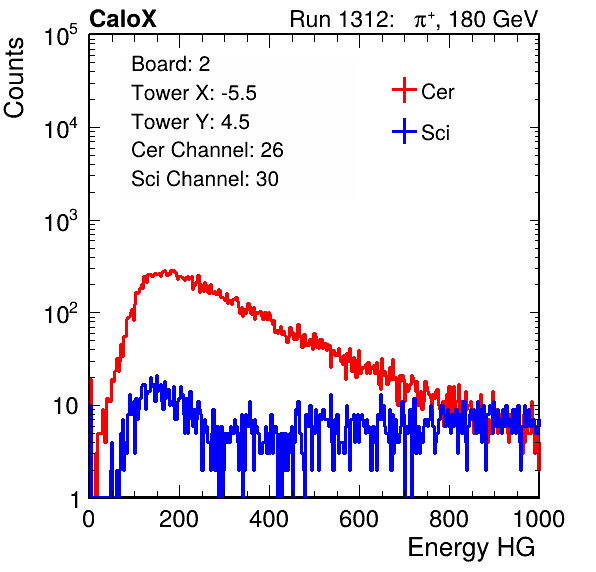 CaloX Run 1312: π⁺, 180 GeV
Counts
10⁵
10⁴
10³
10²
10
1
Board: 2
Tower X: -5.5
Tower Y: 4.5
Cer Channel: 26
Sci Channel: 30
Cer
Sci
0 200 400 600 800 1000
Energy HG